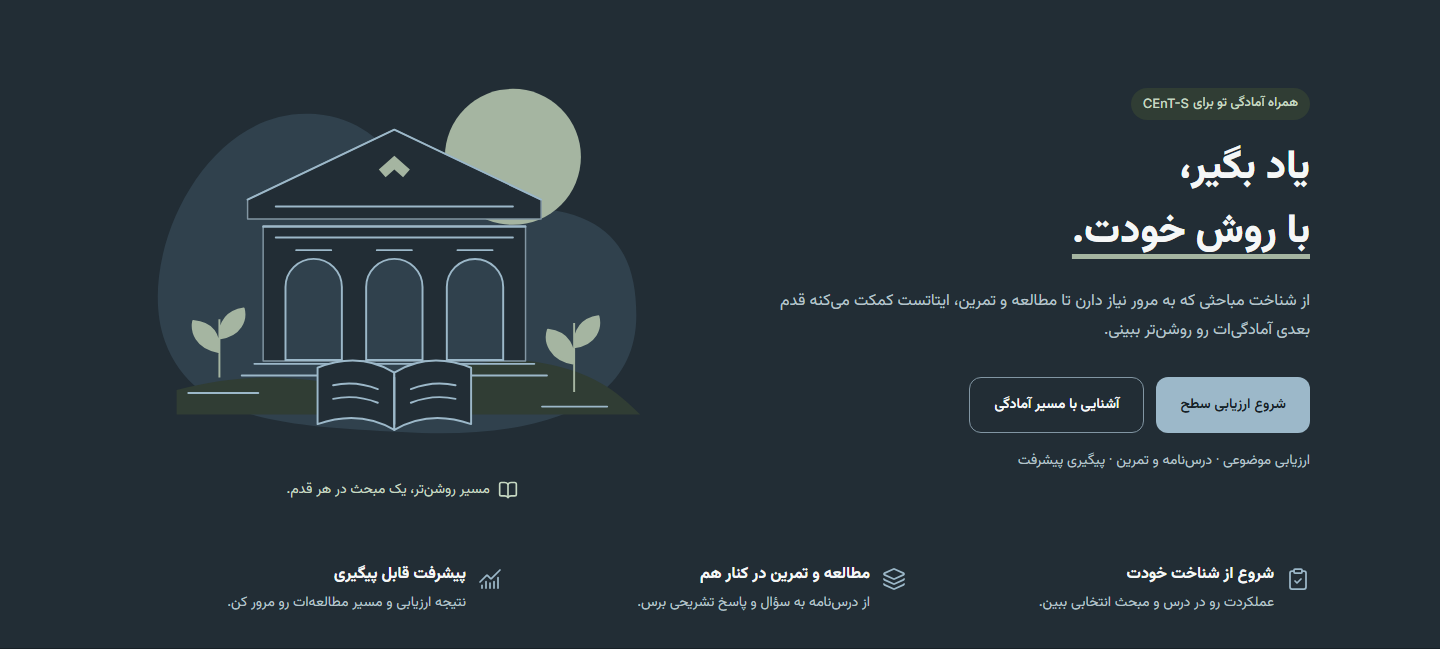 همراه آمادگی تو برای CEnT-S
یاد بگیر،
با روش خودت.
از شناخت مباحثی که به مرور نیاز دارن تا مطالعه و تمرین، ایتاتست کمکت می‌کنه قدم
بعدی آمادگی‌ات رو روشن‌تر ببینی.
شروع ارزیابی سطح
آشنایی با مسیر آمادگی
ارزیابی موضوعی · درس‌نامه و تمرین · پیگیری پیشرفت
مسیر روشن‌تر، یک مبحث در هر قدم.
شروع از شناخت خودت
عملکردت رو در درس و مبحث انتخابی ببین.
مطالعه و تمرین در کنار هم
از درس‌نامه به سؤال و پاسخ تشریحی برس.
پیشرفت قابل پیگیری
نتیجه ارزیابی و مسیر مطالعه‌ات رو مرور کن.